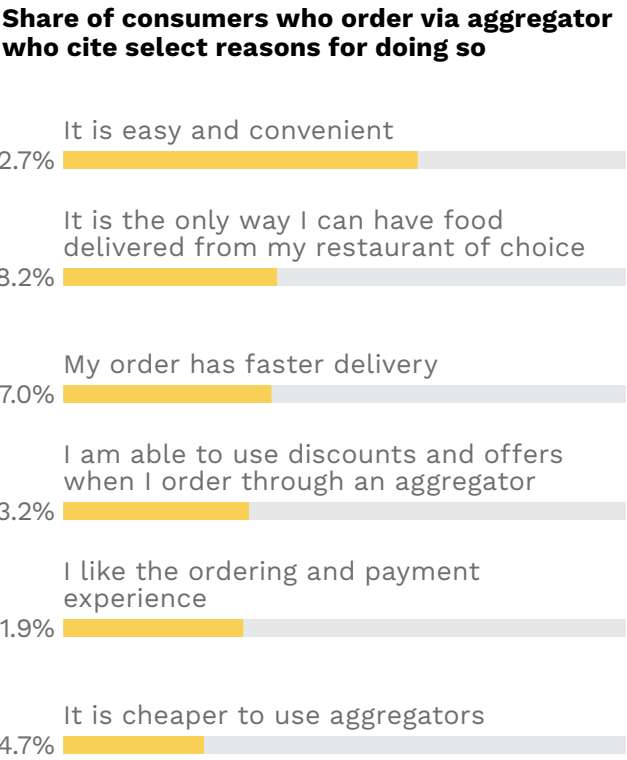 Share of consumers who order via aggregator
who cite select reasons for doing so
It is easy and convenient
2.7%
It is the only way I can have food
delivered from my restaurant of choice
8.2%
My order has faster delivery
7.0%
I am able to use discounts and offers
when I order through an aggregator
3.2%
I like the ordering and payment
experience
1.9%
It is cheaper to use aggregators
4.7%